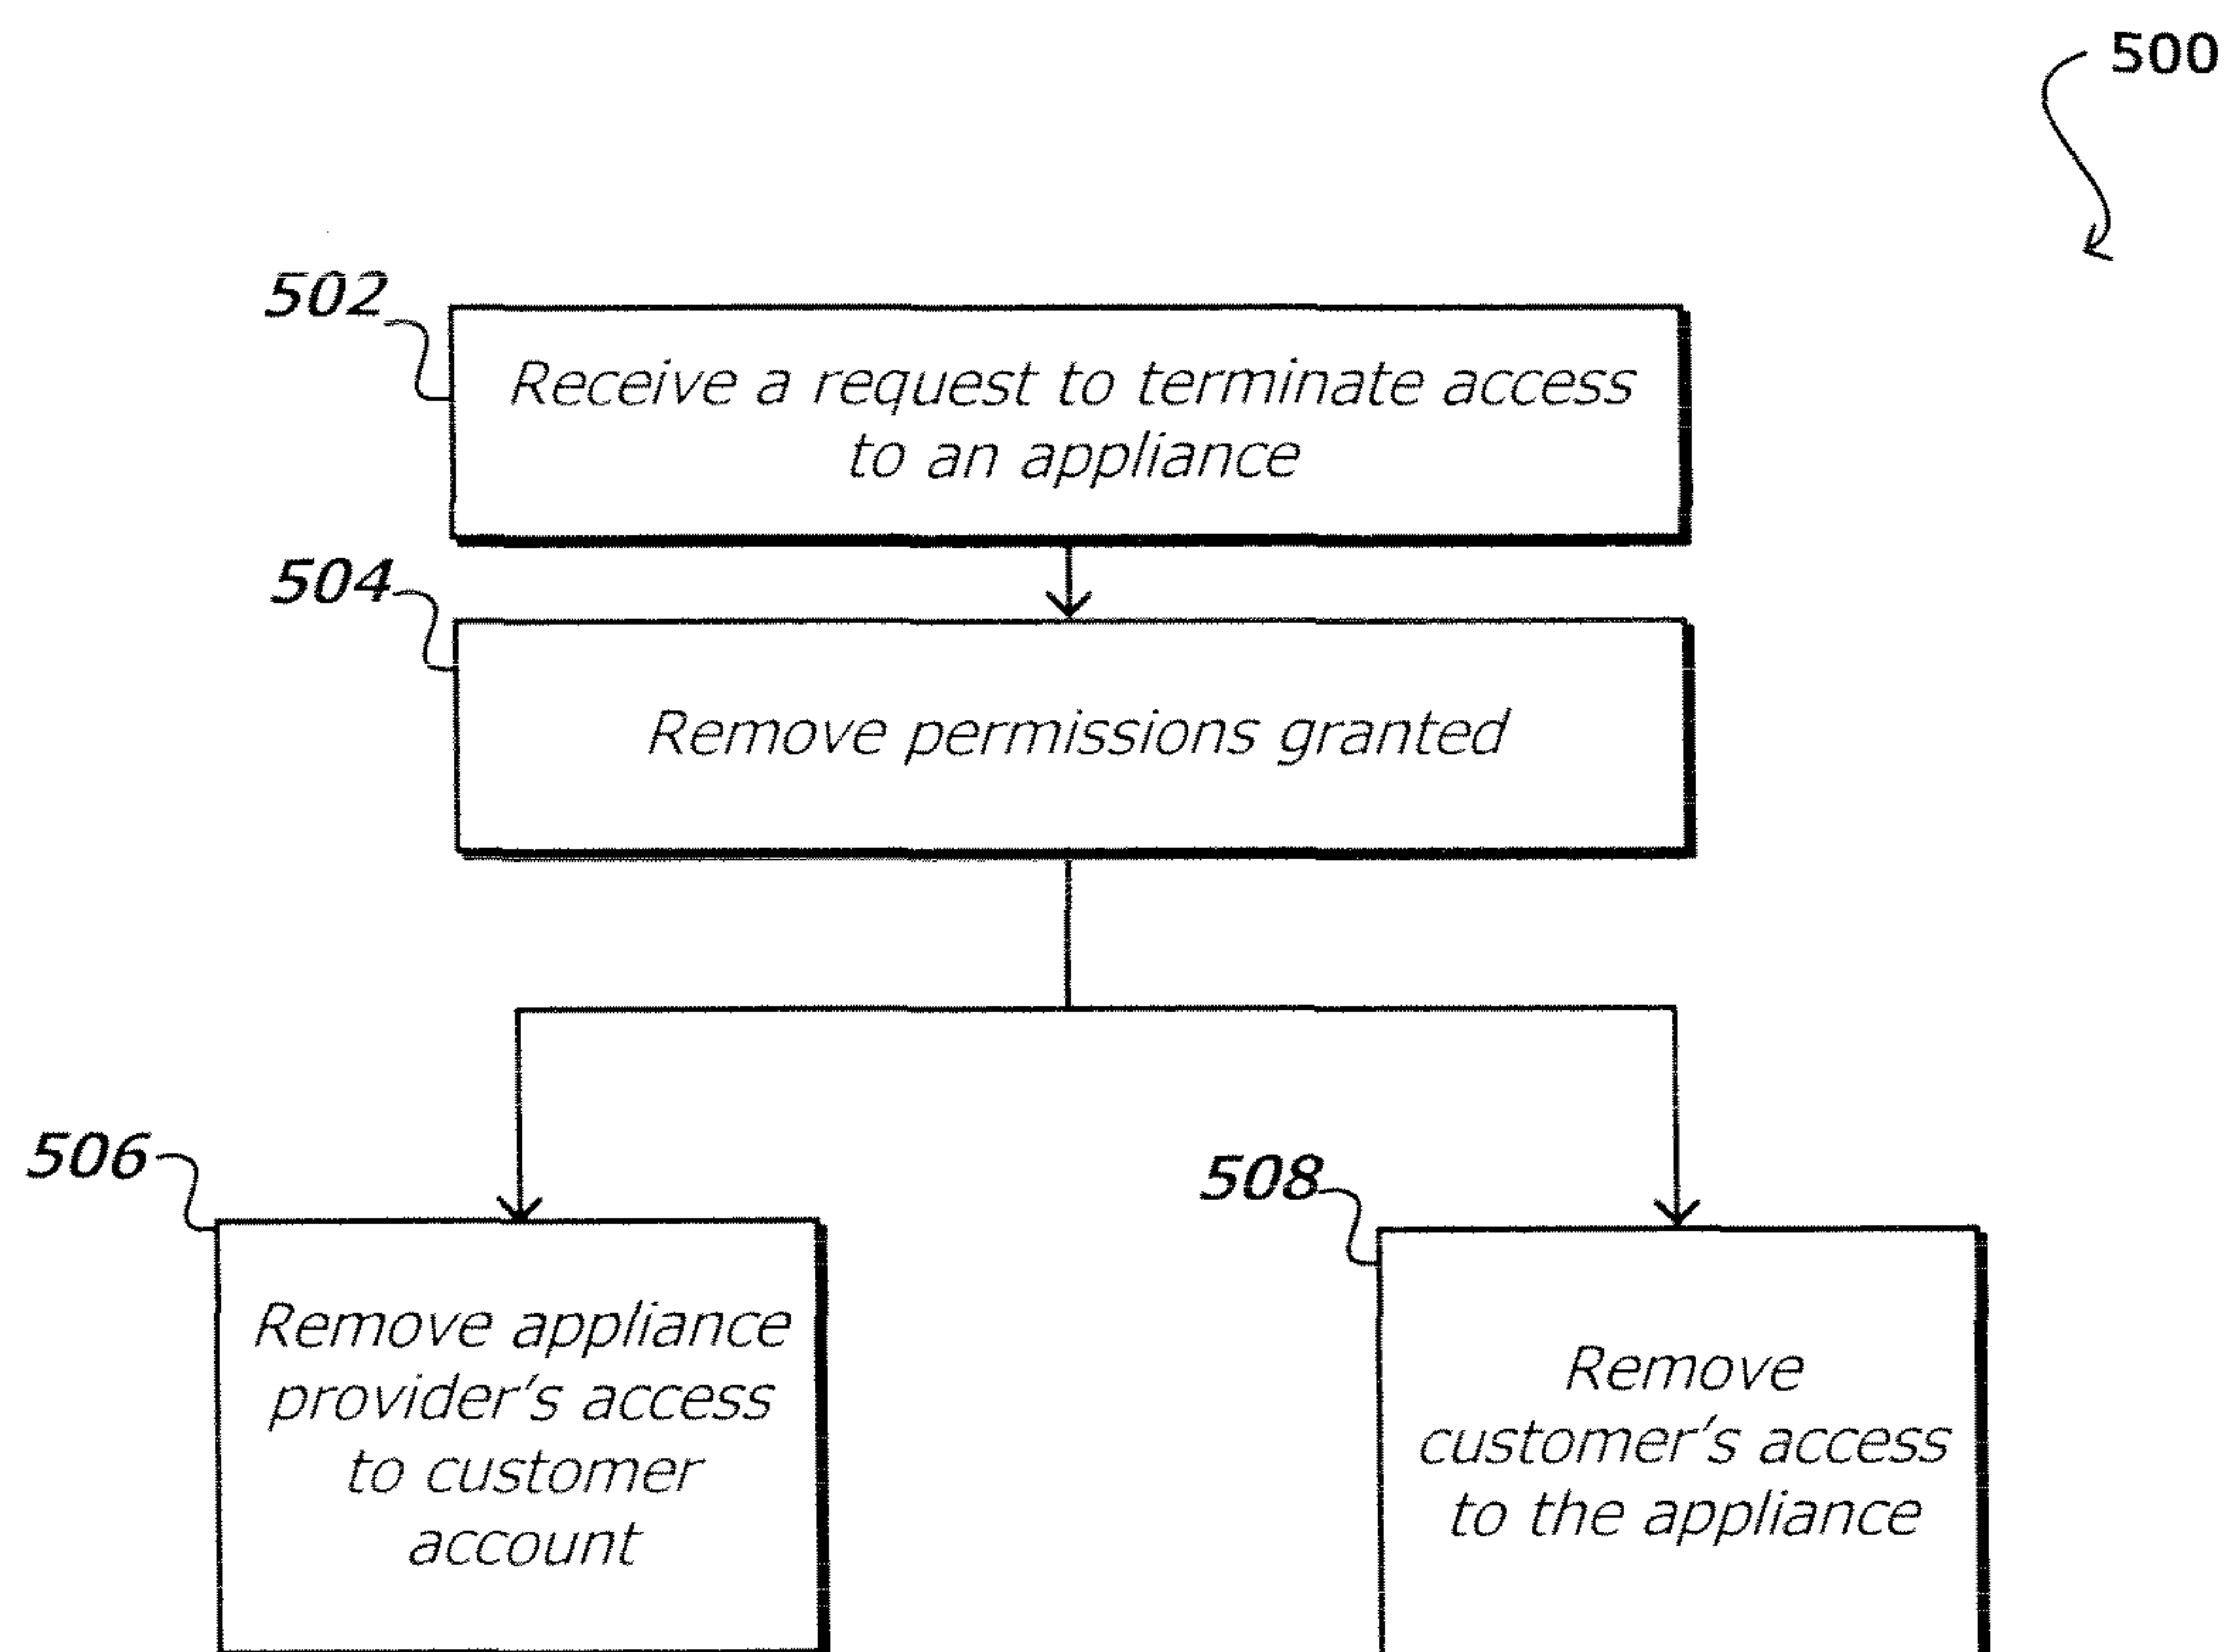 500
502
Receive a request to terminate access
to an appliance
504
Remove permissions granted
506
Remove appliance
provider's access
to customer
account
508
Remove
customer's access
to the appliance